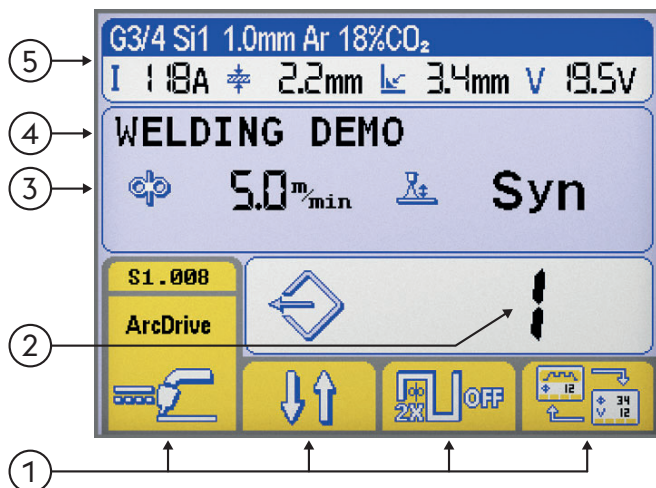 G3/4 Si1 1.0mm Ar 18%CO₂
I 118A 2.2mm 3.4mm V 19.5V
WELDING DEMO
5.0 m/min Syn
S1.008
ArcDrive
1
2X OFF
12
34
V 12
5
4
3
2
1